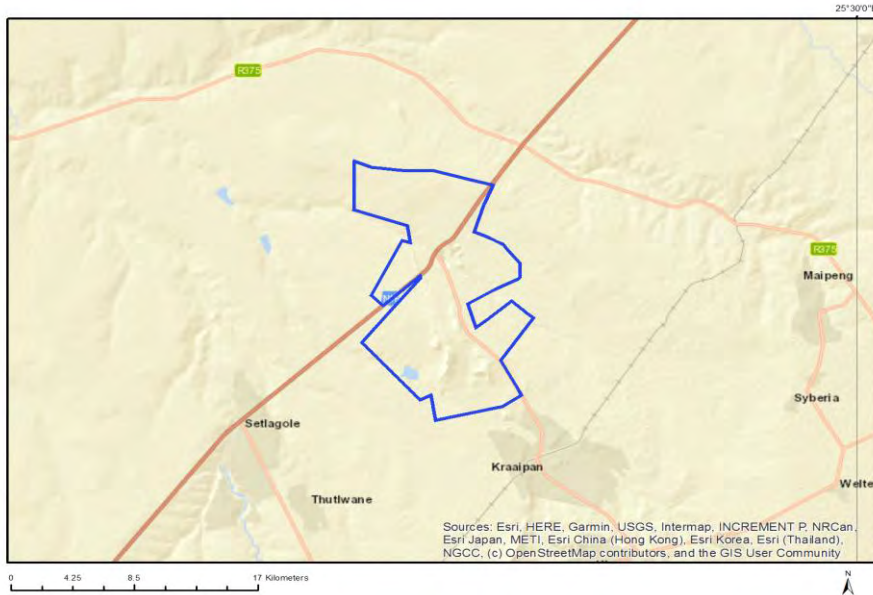 25°30'0"E
R375
R375
Maipeng
Syberia
Setlagole
Kraaipan
Thutlwane
Welte
Sources: Esri, HERE, Garmin, USGS, Intermap, INCREMENT P, NRCan,
Esri Japan, METI, Esri China (Hong Kong), Esri Korea, Esri (Thailand),
NGCC, (c) OpenStreetMap contributors, and the GIS User Community
0 4.25 8.5 17 Kilometers
N